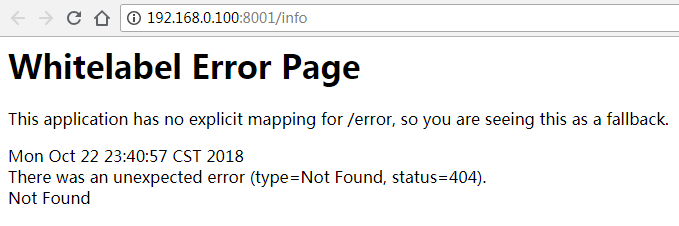 192.168.0.100:8001/info
Whitelabel Error Page
This application has no explicit mapping for /error, so you are seeing this as a fallback.
Mon Oct 22 23:40:57 CST 2018
There was an unexpected error (type=Not Found, status=404).
Not Found